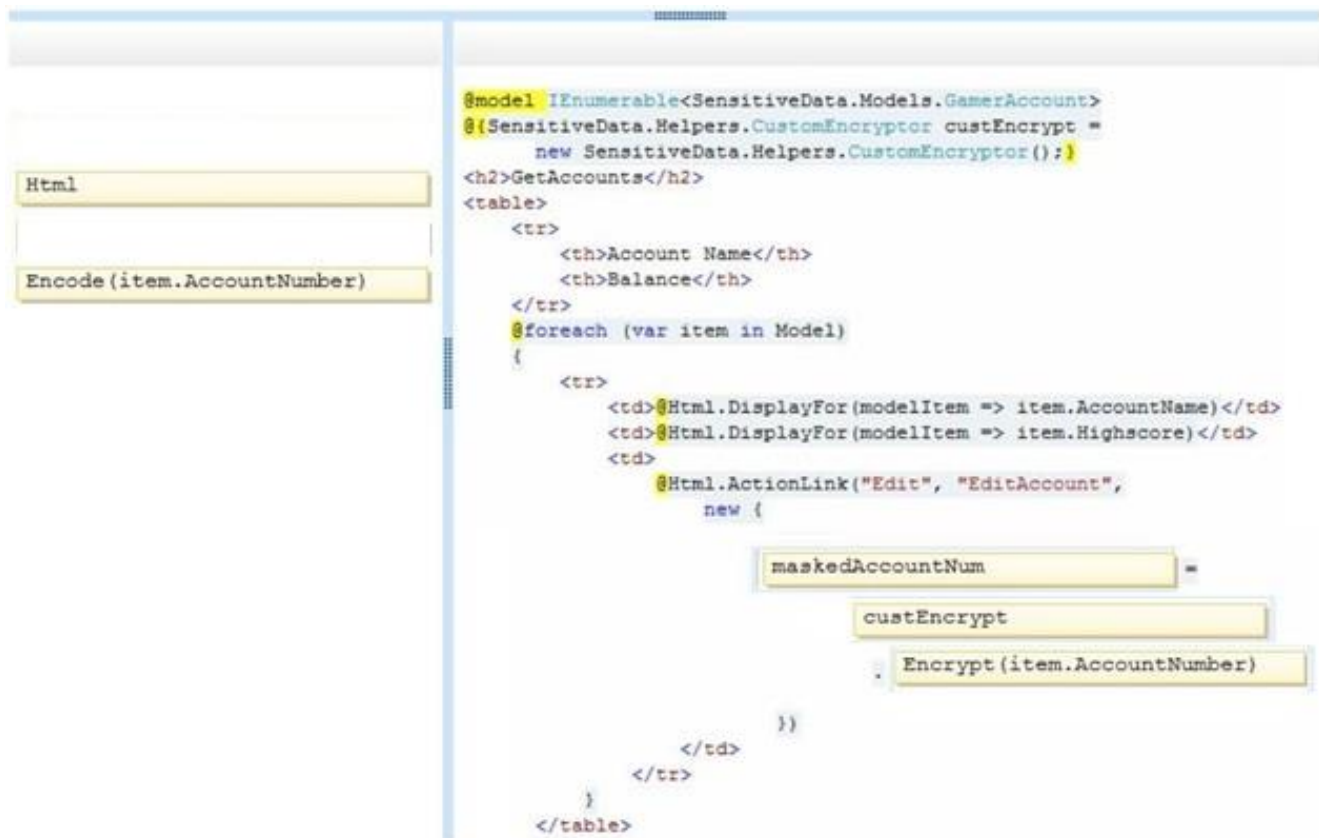 Html
Encode(item.AccountNumber)
@model IEnumerable<SensitiveData.Models.GamerAccount>
@{SensitiveData.Helpers.CustomEncryptor custEncrypt =
new SensitiveData.Helpers.CustomEncryptor();}
<h2>GetAccounts</h2>
<table>
<tr>
<th>Account Name</th>
<th>Balance</th>
</tr>
@foreach (var item in Model)
{
<tr>
<td>@Html.DisplayFor(modelItem => item.AccountName)</td>
<td>@Html.DisplayFor(modelItem => item.Highscore)</td>
<td>
@Html.ActionLink("Edit", "EditAccount",
new {
maskedAccountNum =
custEncrypt
. Encrypt(item.AccountNumber)
})
</td>
</tr>
}
</table>